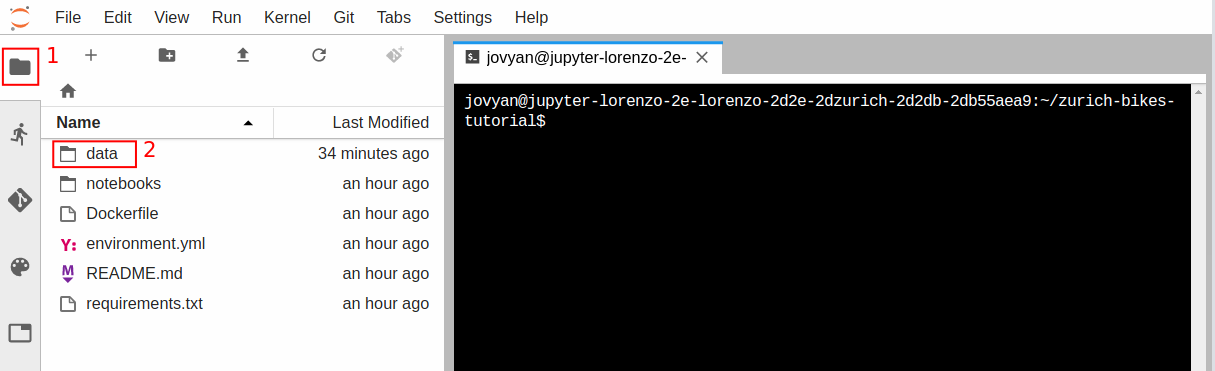 File Edit View Run Kernel Git Tabs Settings Help
1
jovyan@jupyter-lorenzo-2e-
Name Last Modified
data 2 34 minutes ago
notebooks an hour ago
Dockerfile an hour ago
Y: environment.yml an hour ago
M README.md an hour ago
requirements.txt an hour ago
jovyan@jupyter-lorenzo-2e-lorenzo-2d2e-2dzurich-2d2db-2db55aea9:~/zurich-bikes-
tutorial$